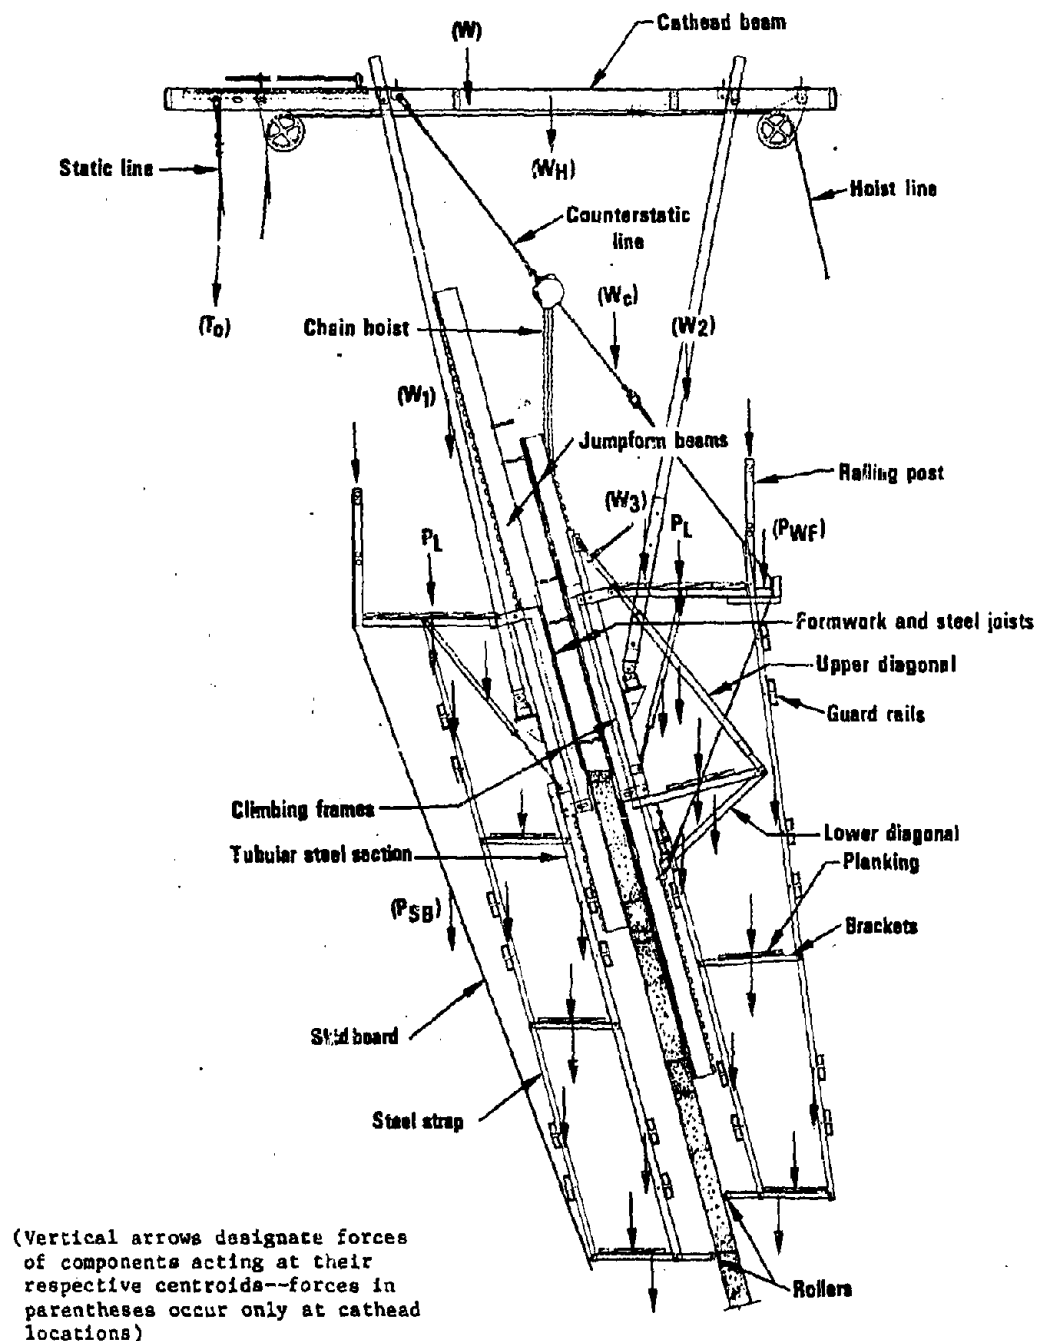 (W)
Cathead beam
Static line
(WH)
Hoist line
Counterstatic
line
(To)
Chain hoist
(Wc)
(W2)
(W1)
Jumpform beams
Railing post
(W3)
PL
PL
(PWF)
Formwork and steel joists
Upper diagonal
Guard rails
Climbing frames
Lower diagonal
Tubular steel section
Planking
(PSB)
Brackets
Skid board
Steel strap
Rollers
(Vertical arrows designate forces
of components acting at their
respective centroids--forces in
parentheses occur only at cathead
locations)